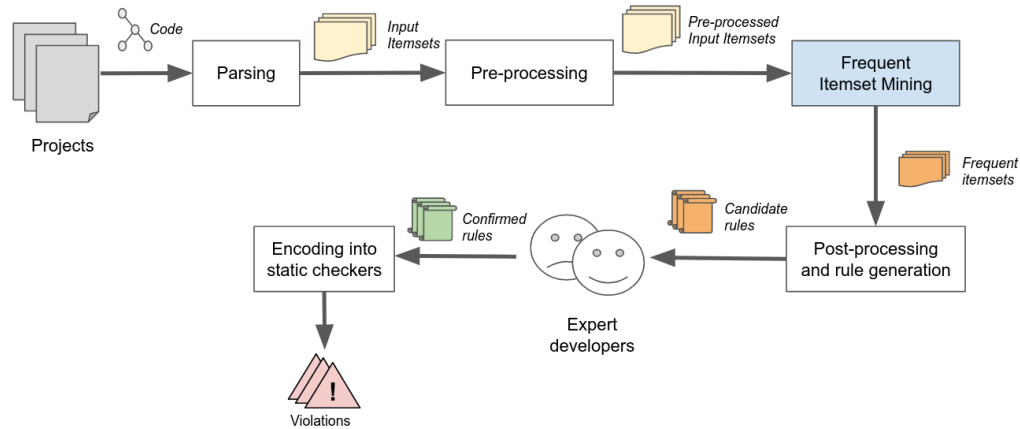 Code
Input
Itemsets
Pre-processed
Input Itemsets
Parsing
Pre-processing
Frequent
Itemset Mining
Projects
Frequent
itemsets
Candidate
rules
Confirmed
rules
Encoding into
static checkers
Post-processing
and rule generation
Expert
developers
!
Violations